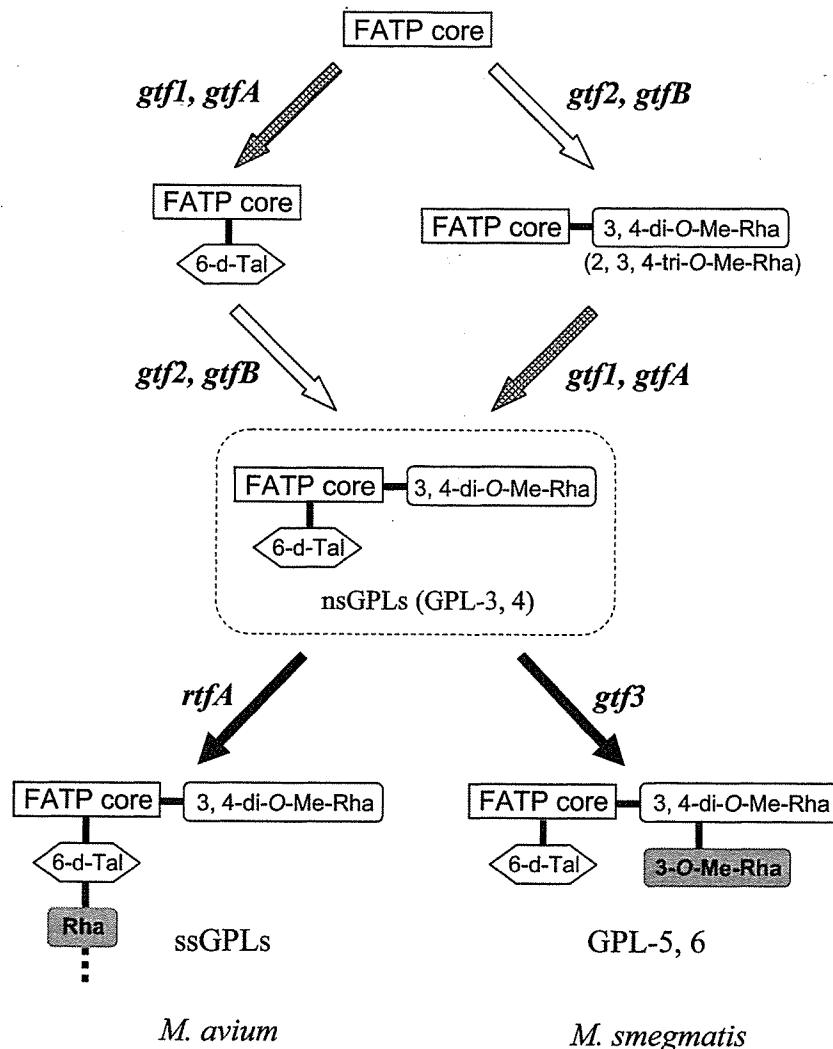 FATP core
gtf1, gtfA
gtf2, gtfB
FATP core
6-d-Tal
FATP core
3, 4-di-O-Me-Rha
(2, 3, 4-tri-O-Me-Rha)
gtf2, gtfB
gtf1, gtfA
FATP core
3, 4-di-O-Me-Rha
6-d-Tal
nsGPLs (GPL-3, 4)
rtfA
gtf3
FATP core
3, 4-di-O-Me-Rha
6-d-Tal
Rha
ssGPLs
FATP core
3, 4-di-O-Me-Rha
6-d-Tal
3-O-Me-Rha
GPL-5, 6
M. avium
M. smegmatis